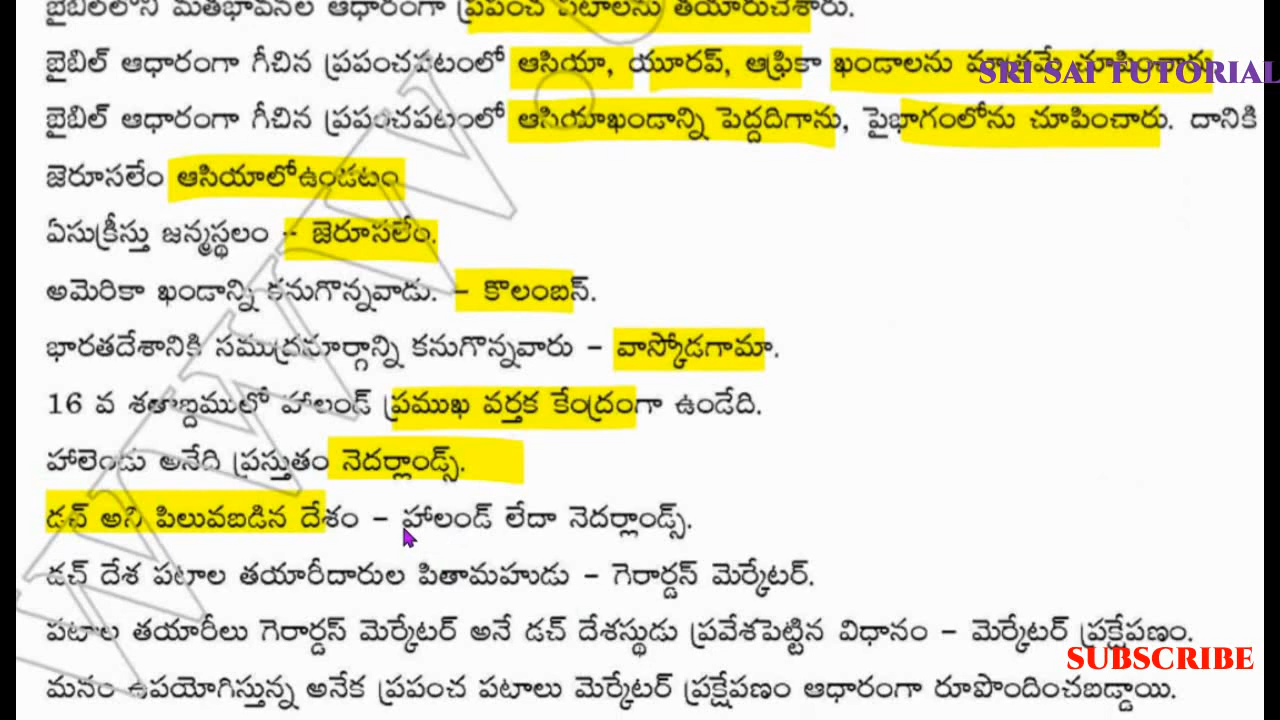 బైబిల్‌లోని మతభావనల ఆధారంగా ప్రపంచ పటాలను తయారుచేశారు.
బైబిల్ ఆధారంగా గీచిన ప్రపంచపటంలో ఆసియా, యూరప్, ఆఫ్రికా ఖండాలను మాత్రమే చూపించారు
SRI SAI TUTORIAL
బైబిల్ ఆధారంగా గీచిన ప్రపంచపటంలో ఆసియాఖండాన్ని పెద్దదిగాను, పైభాగంలోను చూపించారు. దానికి
జెరూసలేం ఆసియాలోఉండటం
ఏసుక్రీస్తు జన్మస్థలం - జెరూసలేం.
అమెరికా ఖండాన్ని కనుగొన్నవాడు. - కొలంబస్.
భారతదేశానికి సముద్రమార్గాన్ని కనుగొన్నవారు - వాస్కోడగామా.
16 వ శతాబ్దములో హాలండ్ ప్రముఖ వర్తక కేంద్రంగా ఉండేది.
హాలెండు అనేది ప్రస్తుతం నెదర్లాండ్స్.
డచ్ అని పిలువబడిన దేశం - హాలండ్ లేదా నెదర్లాండ్స్.
డచ్ దేశ పటాల తయారీదారుల పితామహుడు - గెరార్డస్ మెర్కేటర్.
పటాల తయారీలు గెరార్డస్ మెర్కేటర్ అనే డచ్ దేశస్థుడు ప్రవేశపెట్టిన విధానం - మెర్కేటర్ ప్రక్షేపణం.
SUBSCRIBE
మనం ఉపయోగిస్తున్న అనేక ప్రపంచ పటాలు మెర్కేటర్ ప్రక్షేపణం ఆధారంగా రూపొందించబడ్డాయి.
WWW.